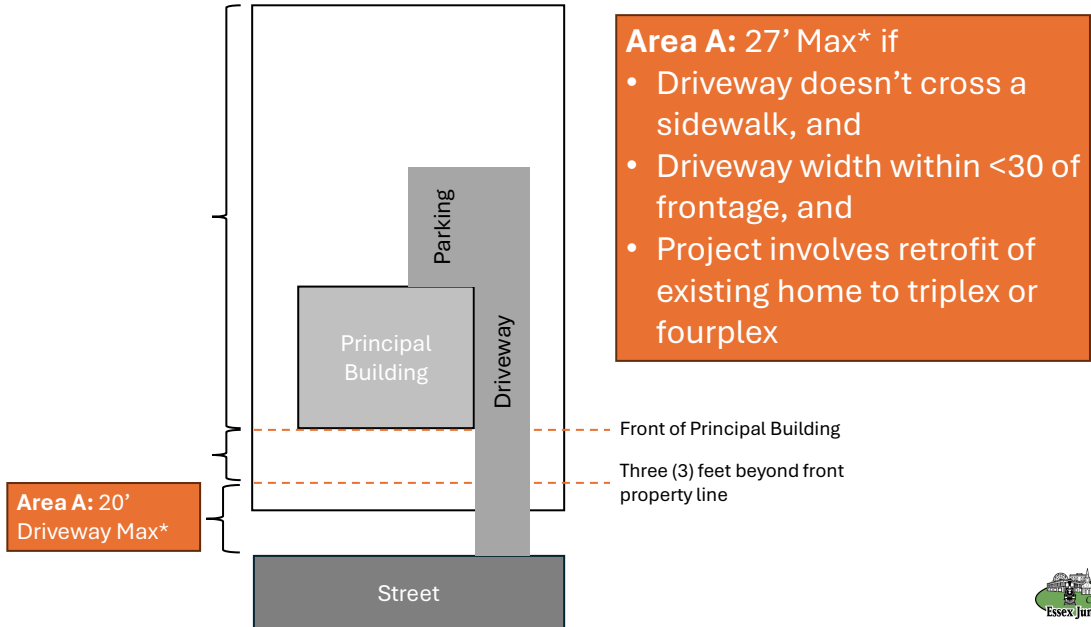 Area A: 27’ Max* if
• Driveway doesn’t cross a
sidewalk, and
• Driveway width within <30 of
frontage, and
• Project involves retrofit of
existing home to triplex or
fourplex
Parking
Principal
Building
Driveway
Front of Principal Building
Three (3) feet beyond front
property line
Area A: 20’
Driveway Max*
Street